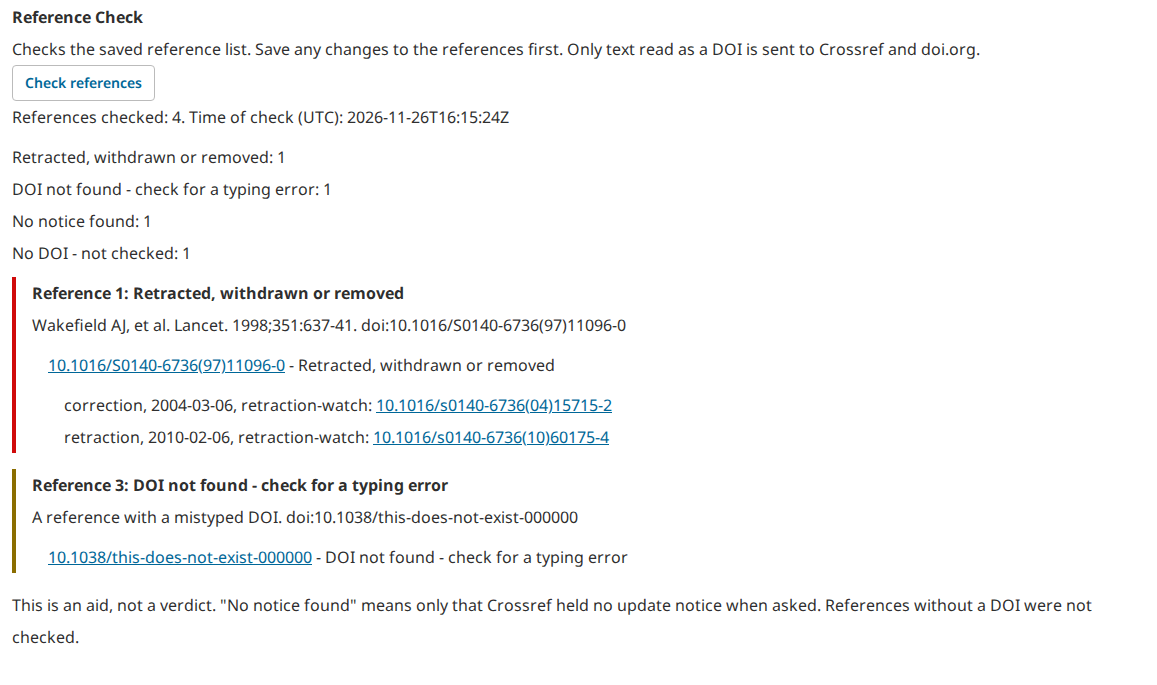 Reference Check
Checks the saved reference list. Save any changes to the references first. Only text read as a DOI is sent to Crossref and doi.org.
Check references
References checked: 4. Time of check (UTC): 2026-11-26T16:15:24Z
Retracted, withdrawn or removed: 1
DOI not found - check for a typing error: 1
No notice found: 1
No DOI - not checked: 1
Reference 1: Retracted, withdrawn or removed
Wakefield AJ, et al. Lancet. 1998;351:637-41. doi:10.1016/S0140-6736(97)11096-0
10.1016/S0140-6736(97)11096-0 - Retracted, withdrawn or removed
correction, 2004-03-06, retraction-watch: 10.1016/s0140-6736(04)15715-2
retraction, 2010-02-06, retraction-watch: 10.1016/s0140-6736(10)60175-4
Reference 3: DOI not found - check for a typing error
A reference with a mistyped DOI. doi:10.1038/this-does-not-exist-000000
10.1038/this-does-not-exist-000000 - DOI not found - check for a typing error
This is an aid, not a verdict. "No notice found" means only that Crossref held no update notice when asked. References without a DOI were not
checked.